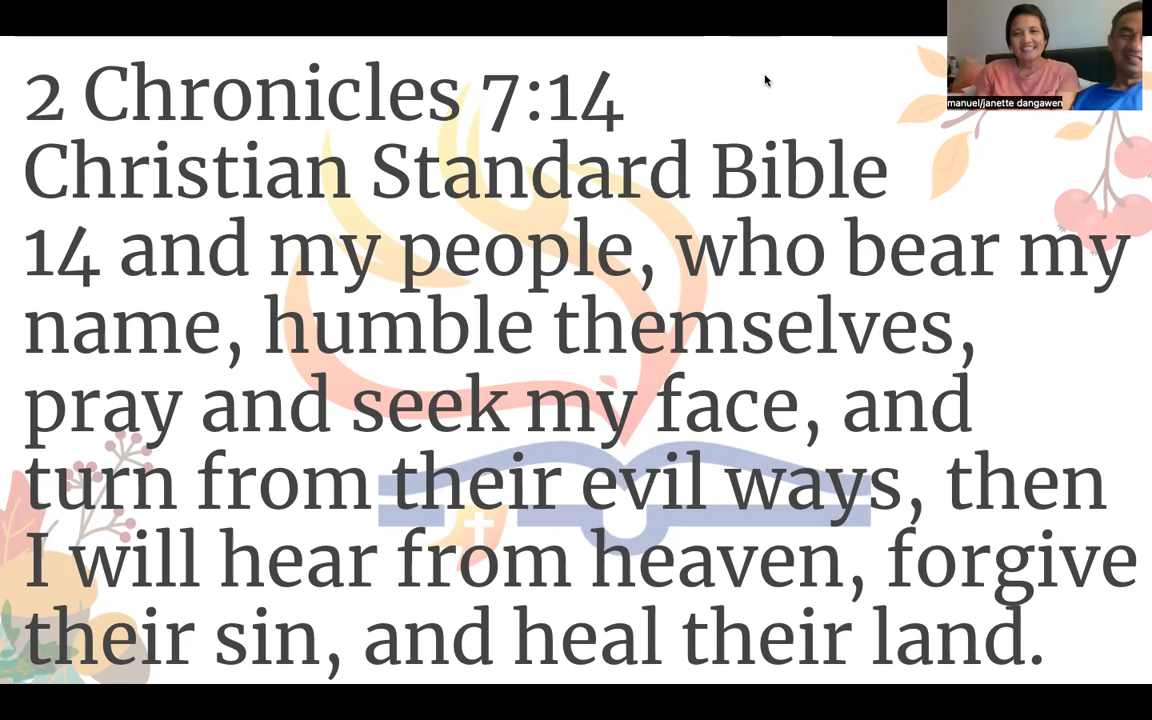 2 Chronicles 7:14
Christian Standard Bible
14 and my people, who bear my
name, humble themselves,
pray and seek my face, and
turn from their evil ways, then
I will hear from heaven, forgive
their sin, and heal their land.
manuel/janette dangawen